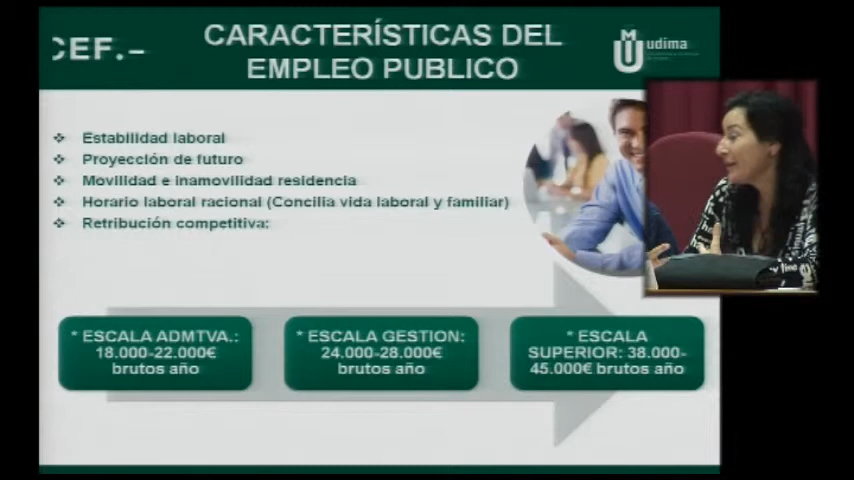 CEF.–
CARACTERÍSTICAS DEL
EMPLEO PUBLICO
udima
Estabilidad laboral
Proyección de futuro
Movilidad e inamovilidad residencia
Horario laboral racional (Concilia vida laboral y familiar)
Retribución competitiva:
* ESCALA ADMTVA.:
18.000-22.000€
brutos año
* ESCALA GESTION:
24.000-28.000€
brutos año
* ESCALA
SUPERIOR: 38.000-
45.000€ brutos año